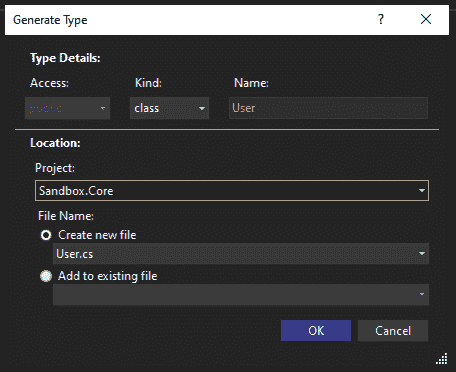 Generate Type
?
Type Details:
Access: Kind: Name:
public class User
Location:
Project:
Sandbox.Core
File Name:
Create new file
User.cs
Add to existing file
OK Cancel